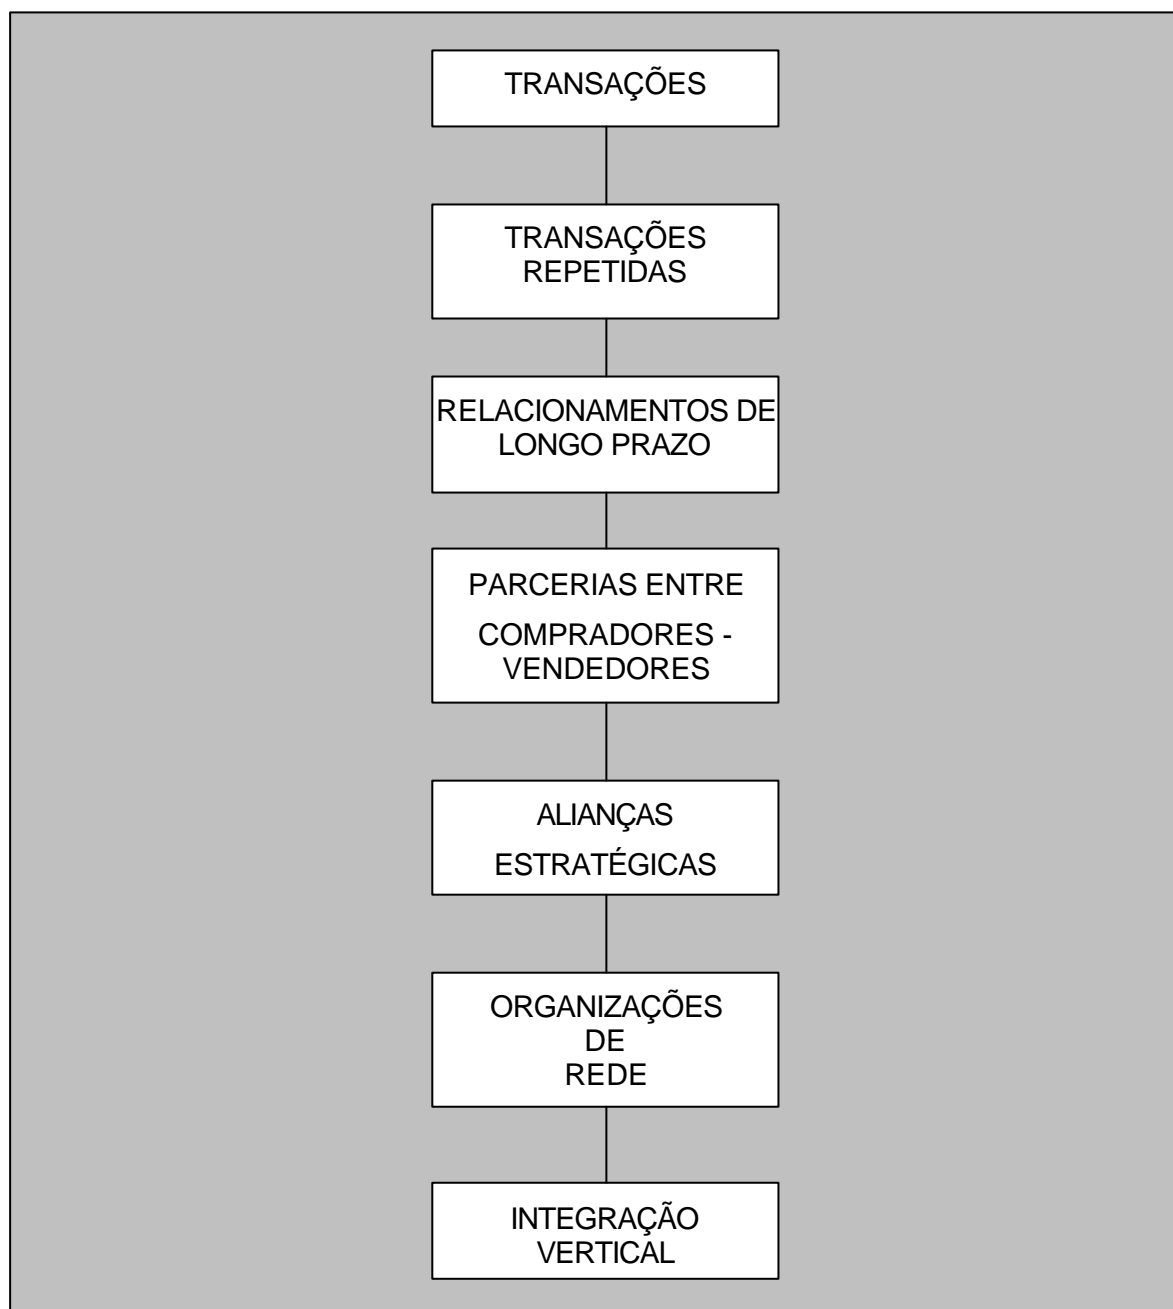 TRANSAÇÕES
TRANSAÇÕES
REPETIDAS
RELACIONAMENTOS DE
LONGO PRAZO
PARCERIAS ENTRE
COMPRADORES -
VENDEDORES
ALIANÇAS
ESTRATÉGICAS
ORGANIZAÇÕES
DE
REDE
INTEGRAÇÃO
VERTICAL